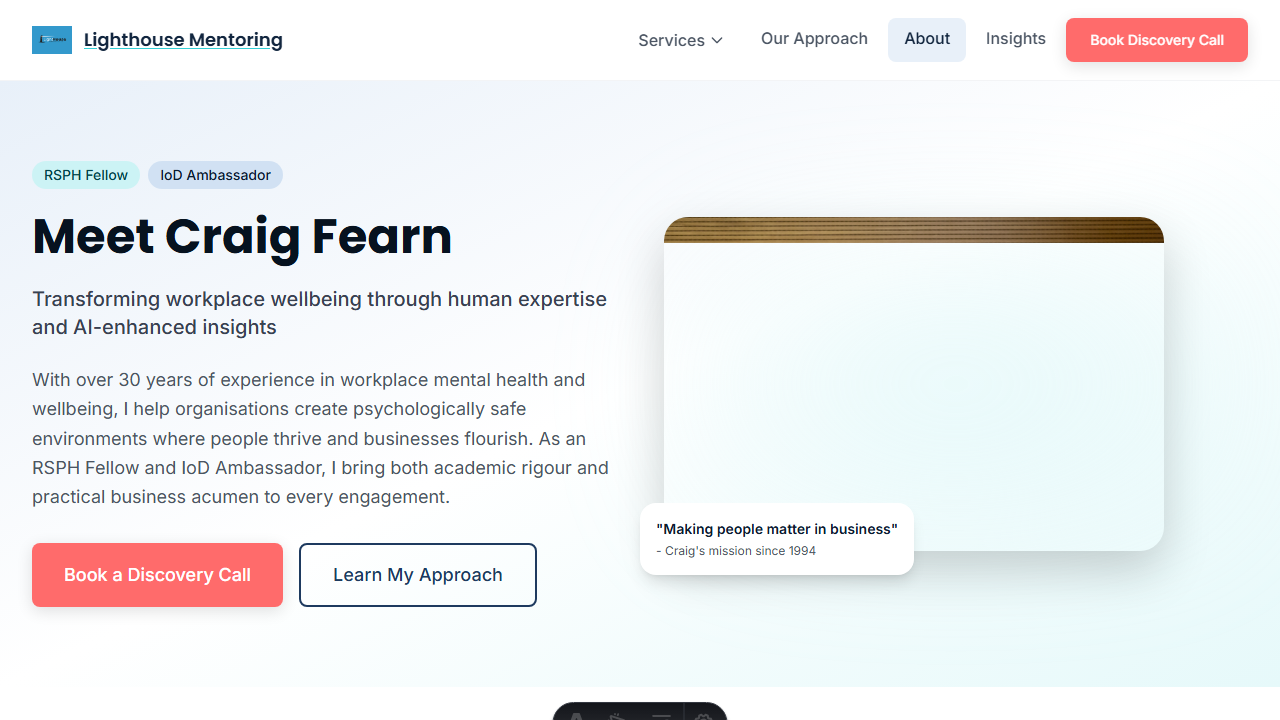 Lighthouse Mentoring
Services
Our Approach
About
Insights
Book Discovery Call
RSPH Fellow
IoD Ambassador
Meet Craig Fearn
Transforming workplace wellbeing through human expertise
and AI-enhanced insights
With over 30 years of experience in workplace mental health and
wellbeing, I help organisations create psychologically safe
environments where people thrive and businesses flourish. As an
RSPH Fellow and IoD Ambassador, I bring both academic rigour and
practical business acumen to every engagement.
Book a Discovery Call
Learn My Approach
"Making people matter in business"
- Craig's mission since 1994